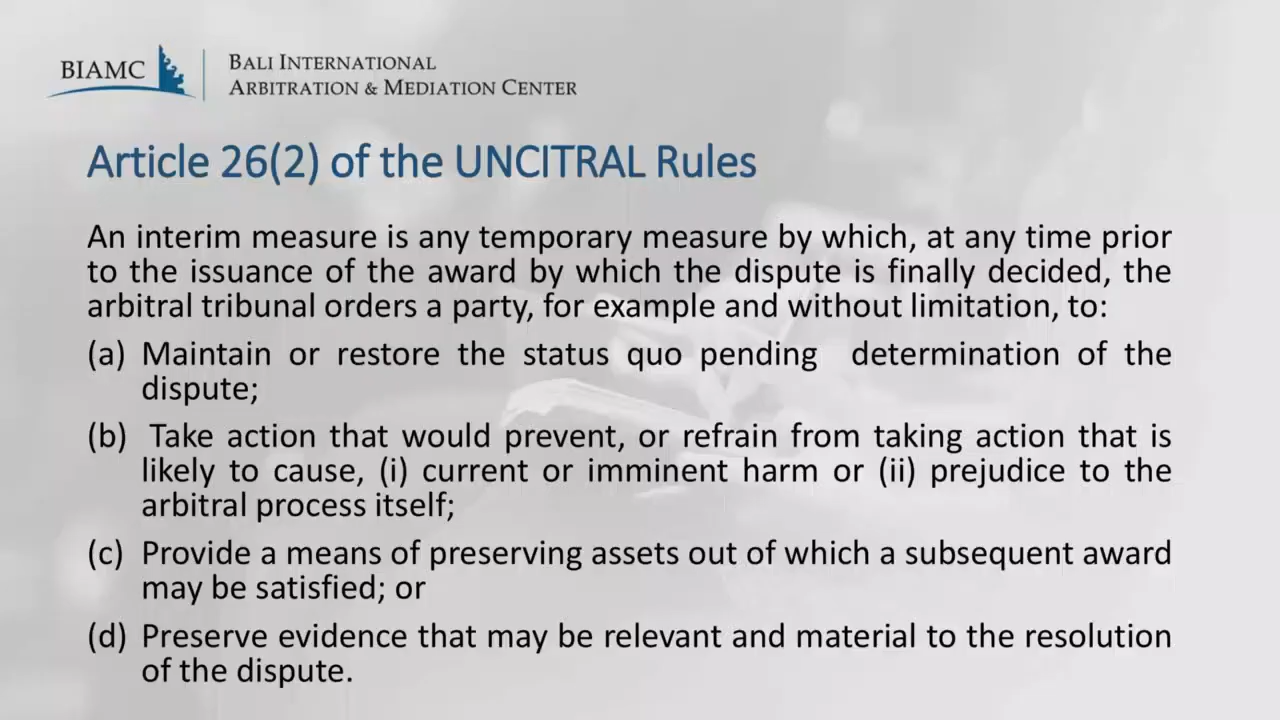 BIAMC
BALI INTERNATIONAL
ARBITRATION & MEDIATION CENTER
Article 26(2) of the UNCITRAL Rules
An interim measure is any temporary measure by which, at any time prior
to the issuance of the award by which the dispute is finally decided, the
arbitral tribunal orders a party, for example and without limitation, to:
(a) Maintain or restore the status quo pending determination of the
dispute;
(b) Take action that would prevent, or refrain from taking action that is
likely to cause, (i) current or imminent harm or (ii) prejudice to the
arbitral process itself;
(c) Provide a means of preserving assets out of which a subsequent award
may be satisfied; or
(d) Preserve evidence that may be relevant and material to the resolution
of the dispute.